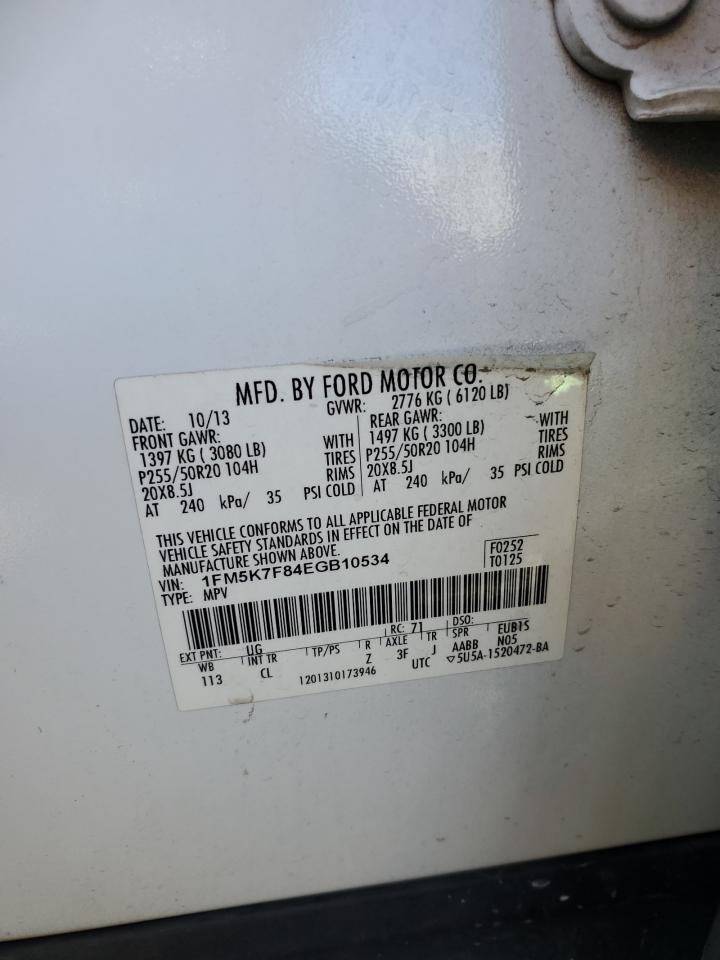 MFD. BY FORD MOTOR CO.
DATE: 10/13 GVWR: 2776 KG ( 6120 LB)
FRONT GAWR: REAR GAWR:
1397 KG ( 3080 LB) WITH 1497 KG ( 3300 LB) WITH
P255/50R20 104H TIRES P255/50R20 104H TIRES
20X8.5J RIMS 20X8.5J RIMS
AT 240 kPa/ 35 PSI COLD AT 240 kPa/ 35 PSI COLD
THIS VEHICLE CONFORMS TO ALL APPLICABLE FEDERAL MOTOR
VEHICLE SAFETY STANDARDS IN EFFECT ON THE DATE OF
MANUFACTURE SHOWN ABOVE.
VIN: 1FM5K7F84EGB10534 F0252
TYPE: MPV T0125
EXT PNT: UG RC: 71 DSO:
WB INT TR TP/PS R AXLE TR SPR EUB1S
113 CL Z 3F J AABB N05
1201310173946 UTC ▽5U5A-1520472-BA